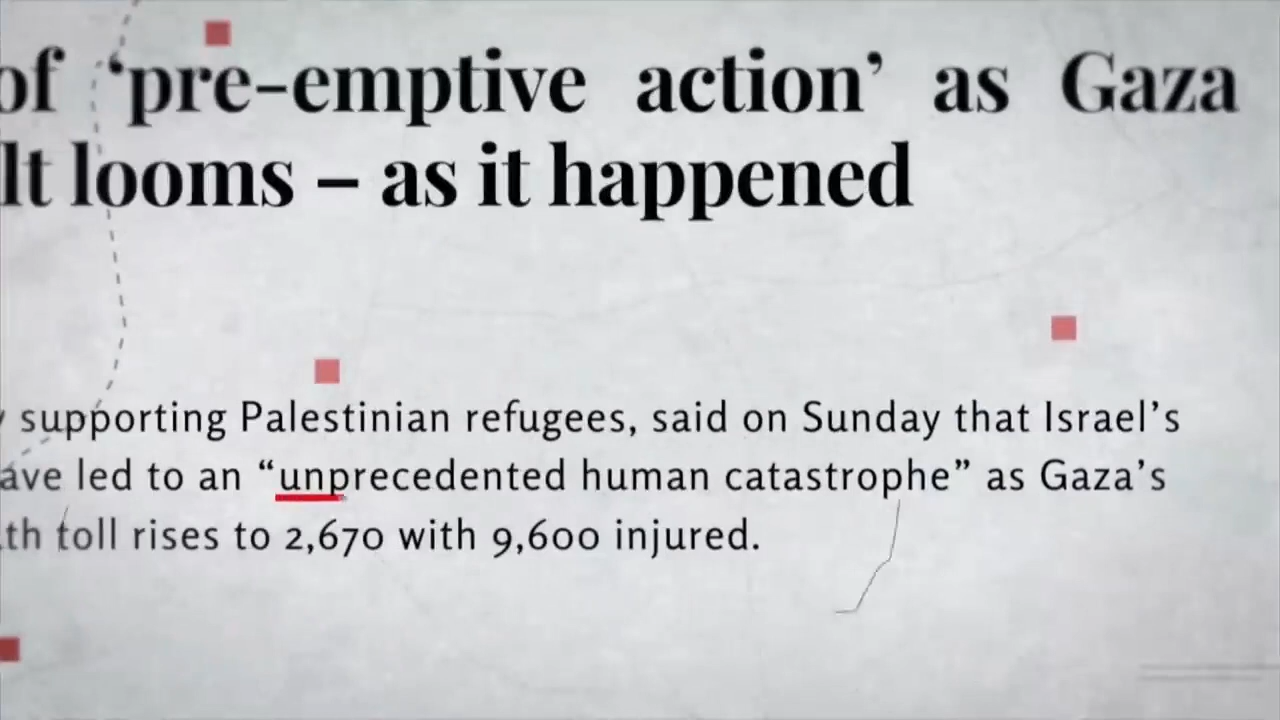 of ‘pre-emptive action’ as Gaza
lt looms – as it happened
supporting Palestinian refugees, said on Sunday that Israel’s
ave led to an “unprecedented human catastrophe” as Gaza’s
th toll rises to 2,670 with 9,600 injured.